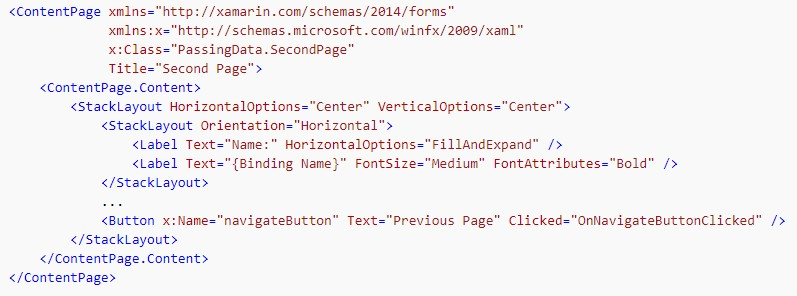 <ContentPage xmlns="http://xamarin.com/schemas/2014/forms"
             xmlns:x="http://schemas.microsoft.com/winfx/2009/xaml"
             x:Class="PassingData.SecondPage"
             Title="Second Page">
    <ContentPage.Content>
        <StackLayout HorizontalOptions="Center" VerticalOptions="Center">
            <StackLayout Orientation="Horizontal">
                <Label Text="Name:" HorizontalOptions="FillAndExpand" />
                <Label Text="{Binding Name}" FontSize="Medium" FontAttributes="Bold" />
            </StackLayout>
            ...
            <Button x:Name="navigateButton" Text="Previous Page" Clicked="OnNavigateButtonClicked" />
        </StackLayout>
    </ContentPage.Content>
</ContentPage>